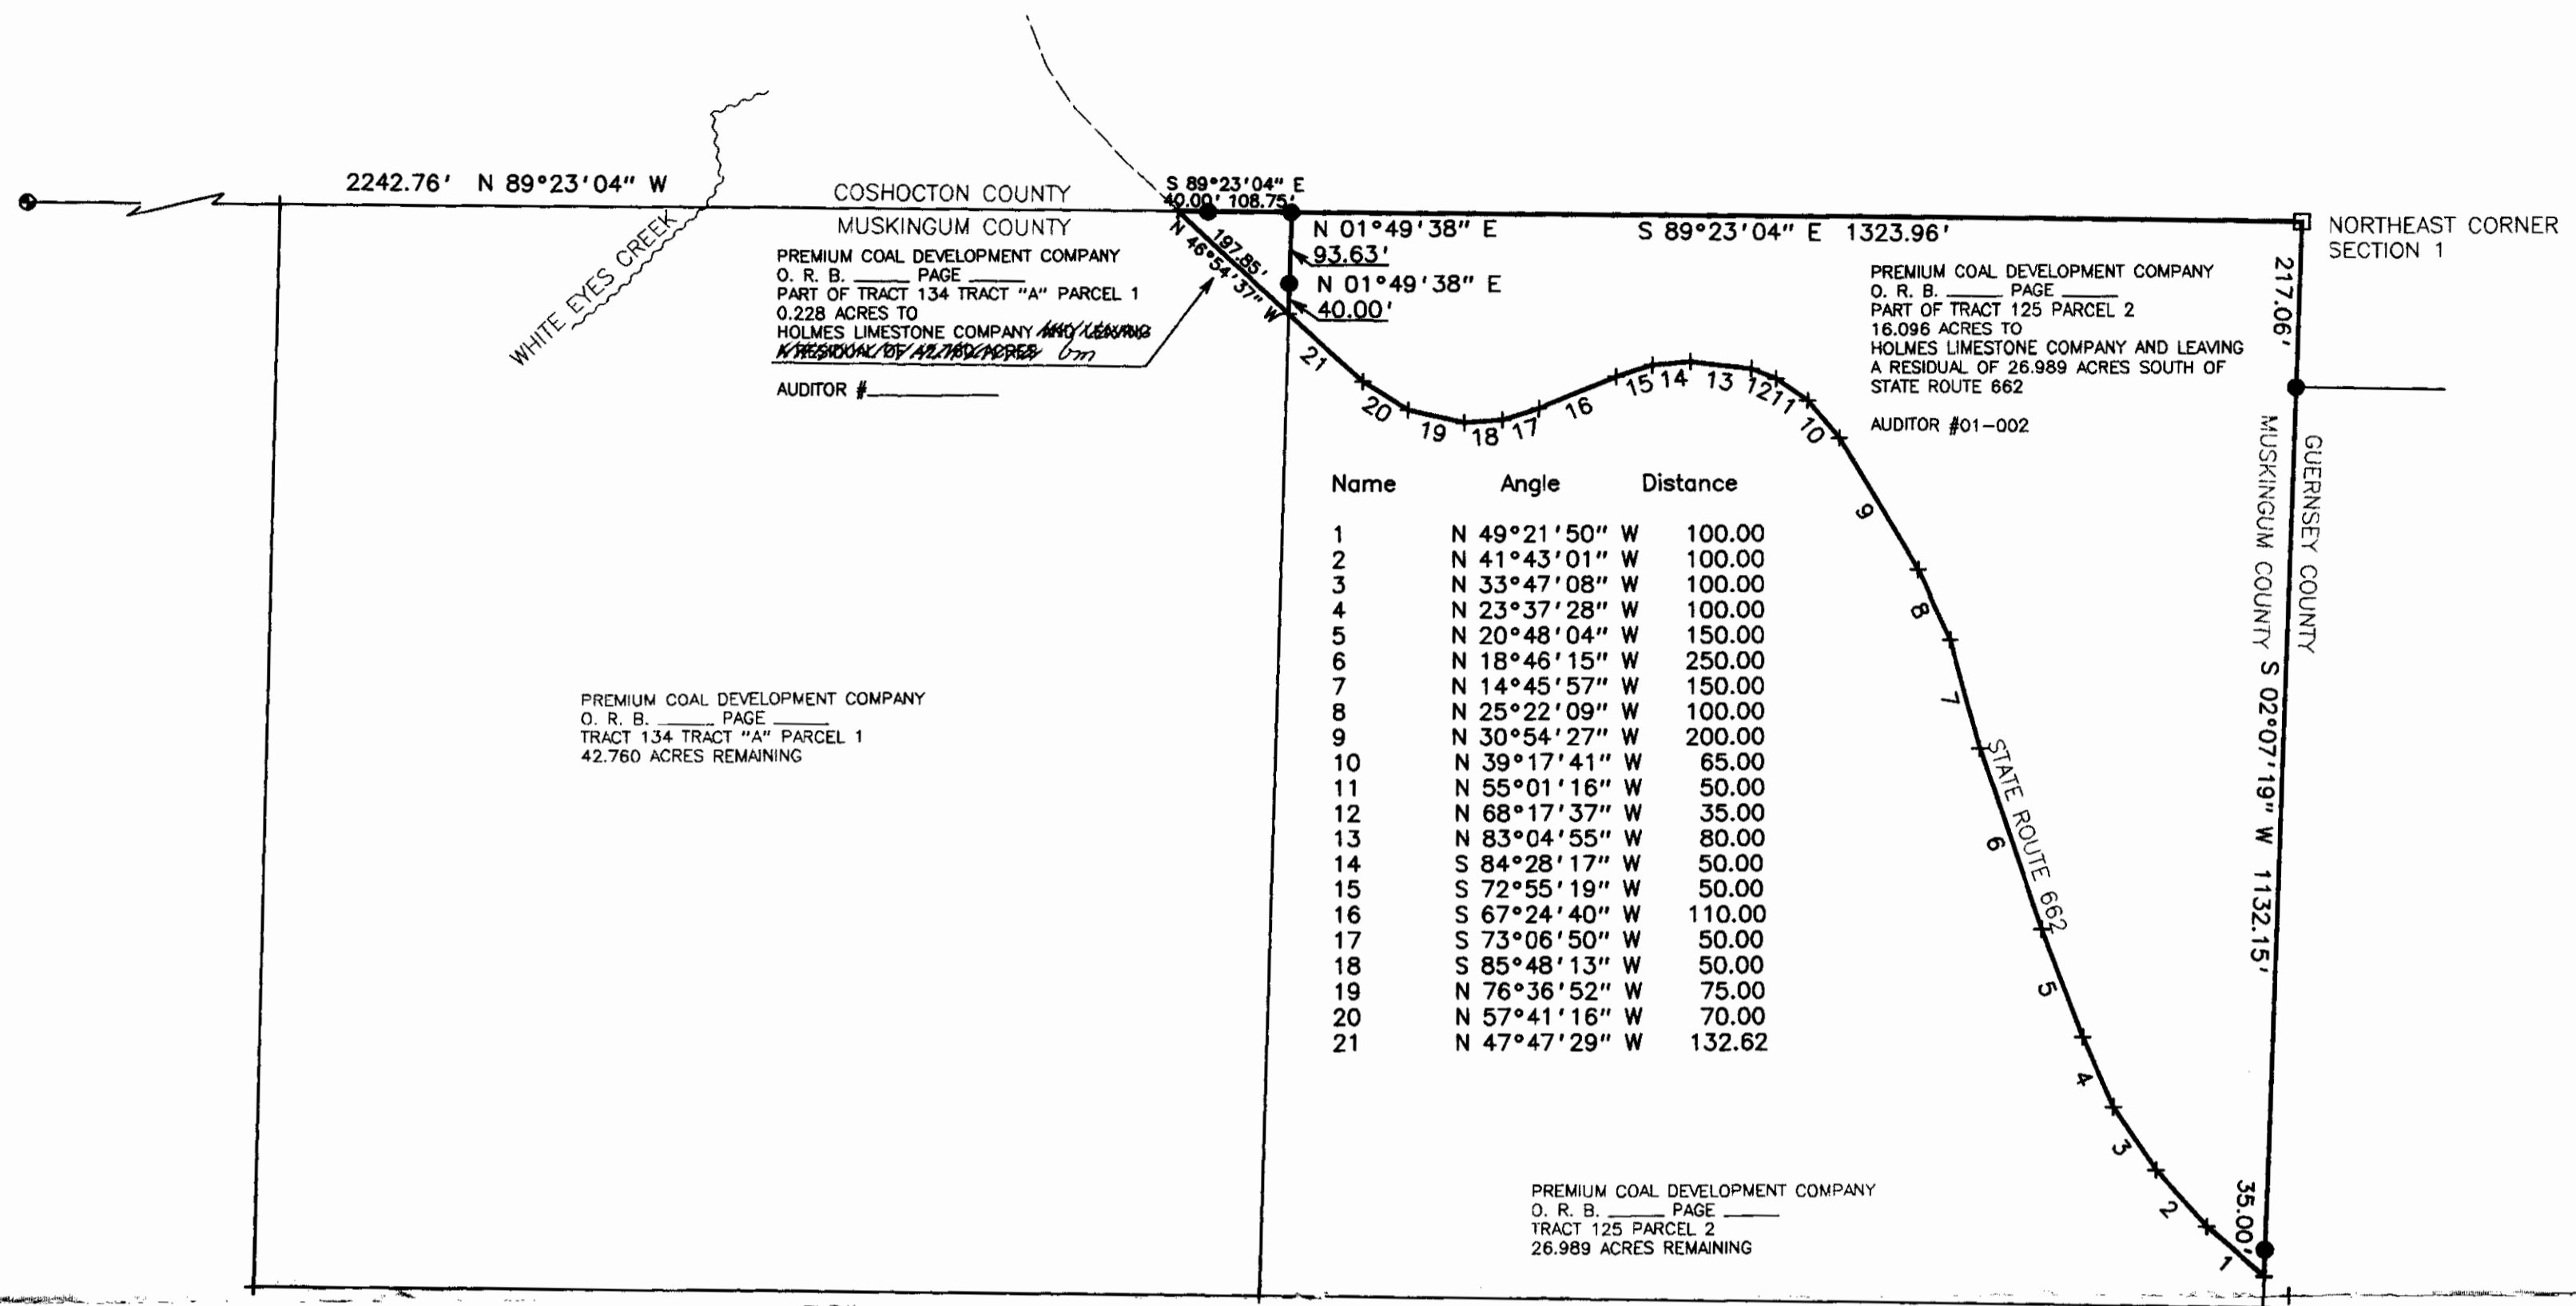 2242.76' N 89°23'04" W
COSHOCTON COUNTY
MUSKINGUM COUNTY
WHITE EYES CREEK
S 89°23'04" E
40.00' 108.75'
197.85'
N 46°54'37" W
N 01°49'38" E
93.63'
N 01°49'38" E
40.00'
S 89°23'04" E 1323.96'
NORTHEAST CORNER
SECTION 1
PREMIUM COAL DEVELOPMENT COMPANY
O. R. B. ______ PAGE ______
PART OF TRACT 134 TRACT "A" PARCEL 1
0.228 ACRES TO
HOLMES LIMESTONE COMPANY AND LEAVING
A RESIDUAL OF 42.760 ACRES
AUDITOR #______
PREMIUM COAL DEVELOPMENT COMPANY
O. R. B. ______ PAGE ______
PART OF TRACT 125 PARCEL 2
16.096 ACRES TO
HOLMES LIMESTONE COMPANY AND LEAVING
A RESIDUAL OF 26.989 ACRES SOUTH OF
STATE ROUTE 662
AUDITOR #01-002
217.06'
MUSKINGUM COUNTY
GUERNSEY COUNTY
S 02°07'19" W 1132.15'
35.00'
21
20
19
18
17
16
15
14
13
12
11
10
9
8
7
6
5
4
3
2
1
STATE ROUTE 662
Name Angle Distance
1 N 49°21'50" W 100.00
2 N 41°43'01" W 100.00
3 N 33°47'08" W 100.00
4 N 23°37'28" W 100.00
5 N 20°48'04" W 150.00
6 N 18°46'15" W 250.00
7 N 14°45'57" W 150.00
8 N 25°22'09" W 100.00
9 N 30°54'27" W 200.00
10 N 39°17'41" W 65.00
11 N 55°01'16" W 50.00
12 N 68°17'37" W 35.00
13 N 83°04'55" W 80.00
14 S 84°28'17" W 50.00
15 S 72°55'19" W 50.00
16 S 67°24'40" W 110.00
17 S 73°06'50" W 50.00
18 S 85°48'13" W 50.00
19 N 76°36'52" W 75.00
20 N 57°41'16" W 70.00
21 N 47°47'29" W 132.62
PREMIUM COAL DEVELOPMENT COMPANY
O. R. B. ______ PAGE ______
TRACT 134 TRACT "A" PARCEL 1
42.760 ACRES REMAINING
PREMIUM COAL DEVELOPMENT COMPANY
O. R. B. ______ PAGE ______
TRACT 125 PARCEL 2
26.989 ACRES REMAINING